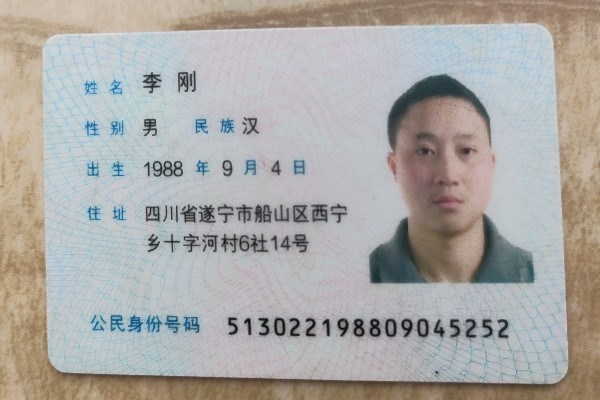 姓名 李刚
性别 男 民族 汉
出生 1988 年 9 月 4 日
住址 四川省遂宁市船山区西宁
乡十字河村6社14号
公民身份号码 513022198809045252